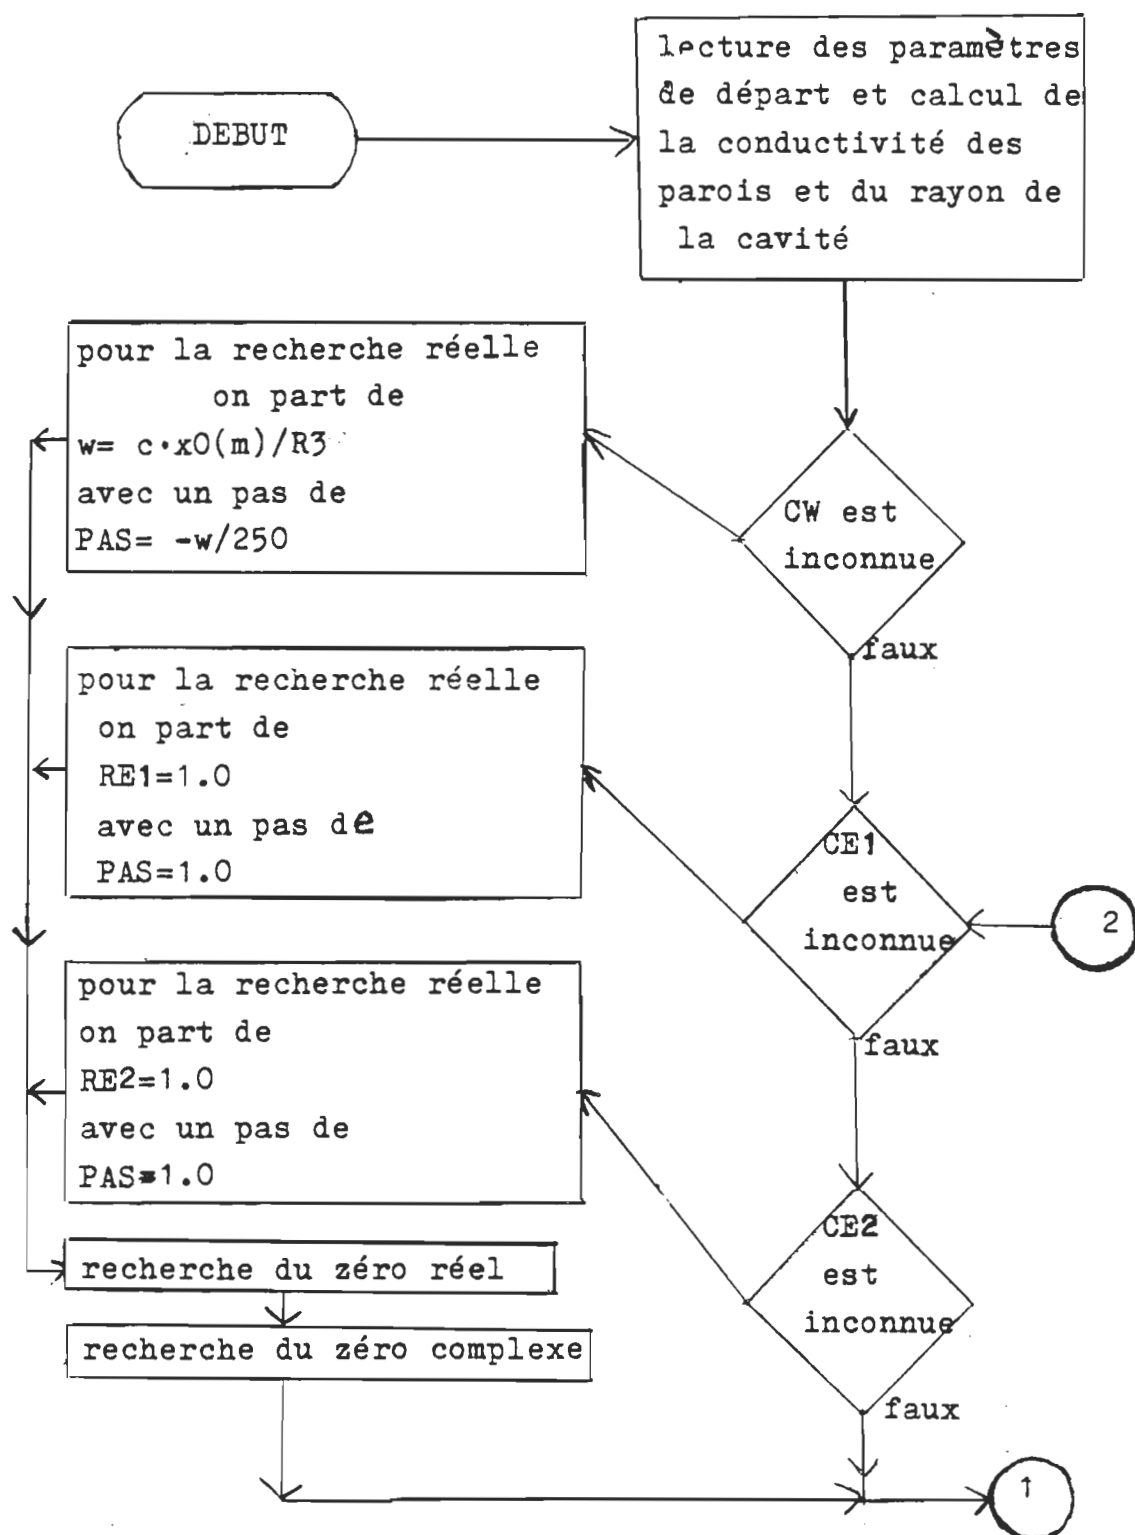 DEBUT
lecture des paramètres
de départ et calcul de
la conductivité des
parois et du rayon de
la cavité
pour la recherche réelle
on part de
w= c·x0(m)/R3
avec un pas de
PAS= -w/250
CW est
inconnue
faux
pour la recherche réelle
on part de
RE1=1.0
avec un pas de
PAS=1.0
CE1
est
inconnue
2
faux
pour la recherche réelle
on part de
RE2=1.0
avec un pas de
PAS=1.0
CE2
est
inconnue
faux
recherche du zéro réel
recherche du zéro complexe
1